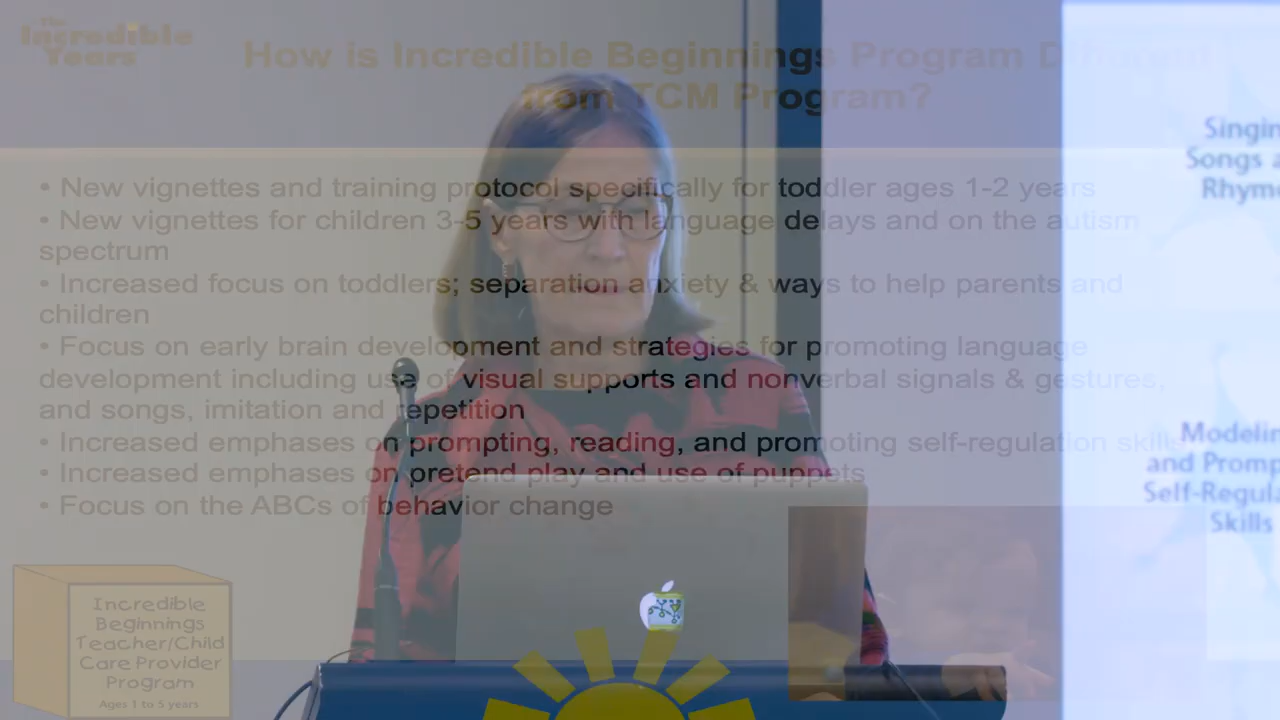 The
Incredible
Years
How is Incredible Beginnings Program Different
from TCM Program?
• New vignettes and training protocol specifically for toddler ages 1-2 years
• New vignettes for children 3-5 years with language delays and on the autism
spectrum
• Increased focus on toddlers; separation anxiety & ways to help parents and
children
• Focus on early brain development and strategies for promoting language
development including use of visual supports and nonverbal signals & gestures,
and songs, imitation and repetition
• Increased emphases on prompting, reading, and promoting self-regulation skills
• Increased emphases on pretend play and use of puppets
• Focus on the ABCs of behavior change
Incredible
Beginnings
Teacher/Child
Care Provider
Program
Ages 1 to 5 years
Singin
Songs a
Rhyme
Modelin
and Promp
Self-Regula
Skills